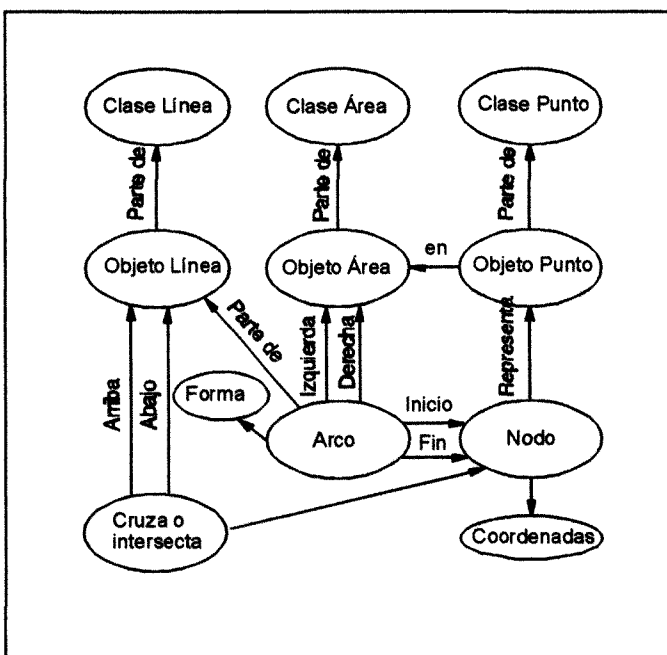 Clase Línea
Clase Área
Clase Punto
Parte de
Parte de
Parte de
Objeto Línea
Objeto Área
en
Objeto Punto
Parte de
Izquierda
Derecha
Representa
Arriba
Abajo
Forma
Arco
Inicio
Fin
Nodo
Cruza o
intersecta
Coordenadas